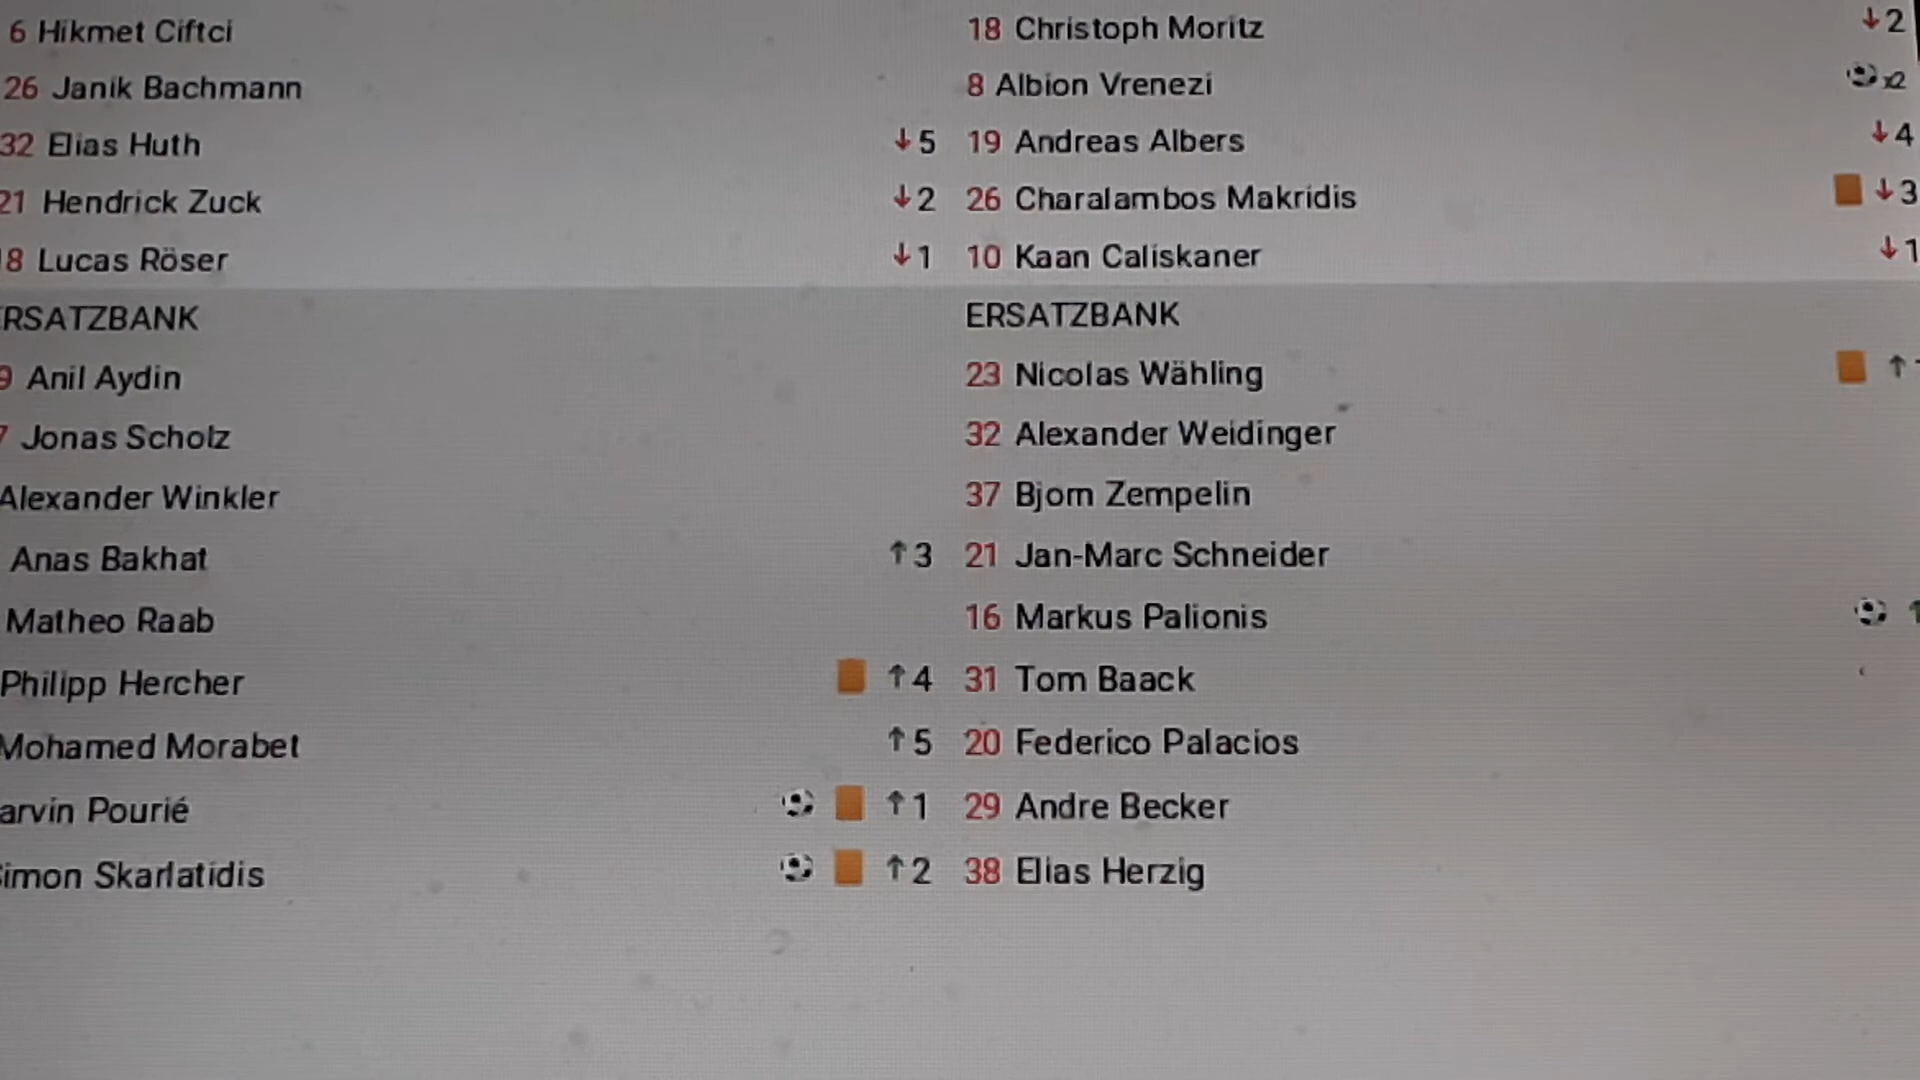 6 Hikmet Ciftci
26 Janik Bachmann
32 Elias Huth ↓5
21 Hendrick Zuck ↓2
8 Lucas Röser ↓1
ERSATZBANK
9 Anil Aydin
7 Jonas Scholz
Alexander Winkler
Anas Bakhat ↑3
Matheo Raab
Philipp Hercher ↑4
Mohamed Morabet ↑5
arvin Pourié ↑1
imon Skarlatidis ↑2
18 Christoph Moritz ↓2
8 Albion Vrenezi x2
19 Andreas Albers ↓4
26 Charalambos Makridis ↓3
10 Kaan Caliskaner ↓1
ERSATZBANK
23 Nicolas Wähling ↑
32 Alexander Weidinger
37 Bjorn Zempelin
21 Jan-Marc Schneider
16 Markus Palionis ↑
31 Tom Baack
20 Federico Palacios
29 Andre Becker
38 Elias Herzig